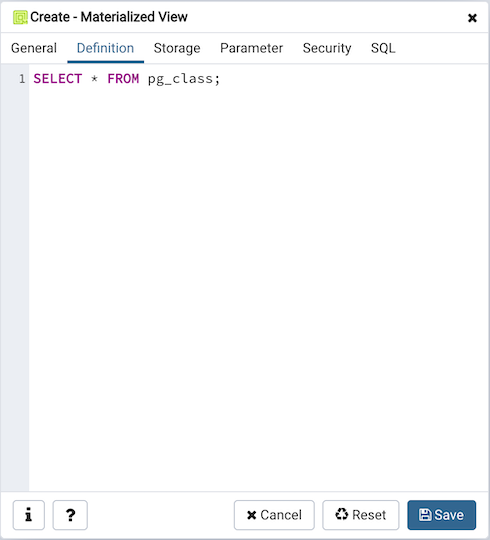 Create - Materialized View
General Definition Storage Parameter Security SQL
1 SELECT * FROM pg_class;
i ? Cancel Reset Save